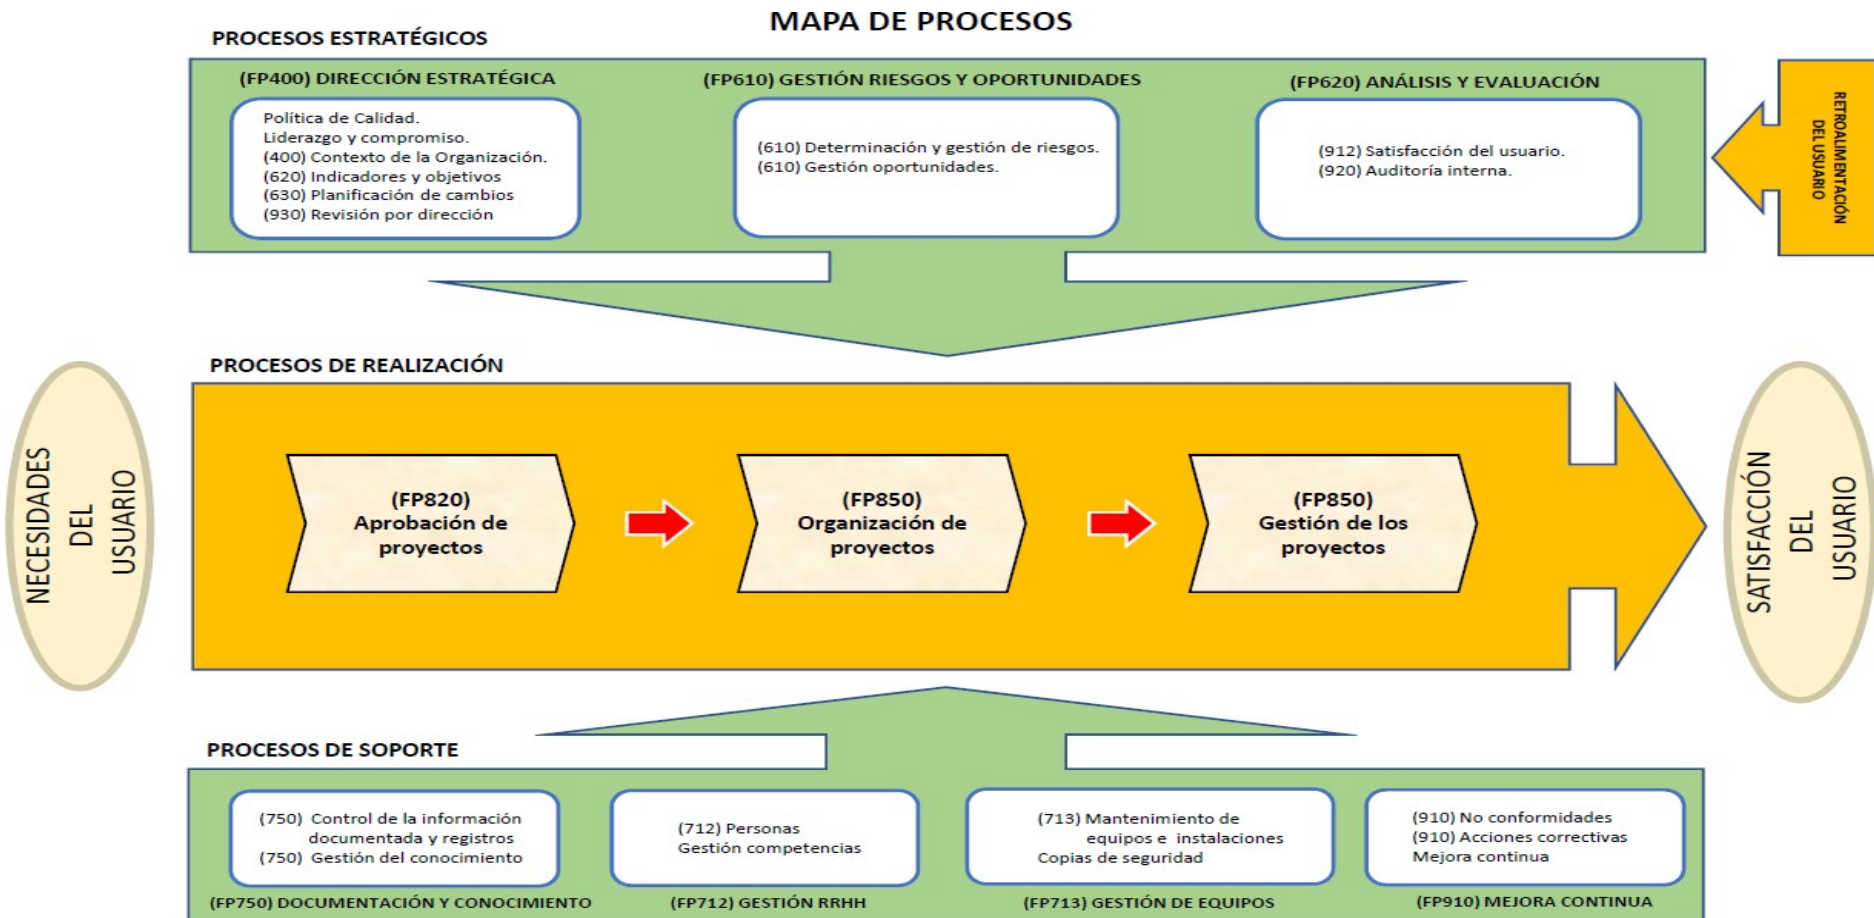 MAPA DE PROCESOS
PROCESOS ESTRATÉGICOS
(FP400) DIRECCIÓN ESTRATÉGICA
Política de Calidad.
Liderazgo y compromiso.
(400) Contexto de la Organización.
(620) Indicadores y objetivos
(630) Planificación de cambios
(930) Revisión por dirección
(FP610) GESTIÓN RIESGOS Y OPORTUNIDADES
(610) Determinación y gestión de riesgos.
(610) Gestión oportunidades.
(FP620) ANÁLISIS Y EVALUACIÓN
(912) Satisfacción del usuario.
(920) Auditoría interna.
RETROALIMENTACIÓN
DEL USUARIO
PROCESOS DE REALIZACIÓN
NECESIDADES
DEL
USUARIO
(FP820)
Aprobación de
proyectos
(FP850)
Organización de
proyectos
(FP850)
Gestión de los
proyectos
SATISFACCIÓN
DEL
USUARIO
PROCESOS DE SOPORTE
(750) Control de la información
documentada y registros
(750) Gestión del conocimiento
(FP750) DOCUMENTACIÓN Y CONOCIMIENTO
(712) Personas
Gestión competencias
(FP712) GESTIÓN RRHH
(713) Mantenimiento de
equipos e instalaciones
Copias de seguridad
(FP713) GESTIÓN DE EQUIPOS
(910) No conformidades
(910) Acciones correctivas
Mejora continua
(FP910) MEJORA CONTINUA